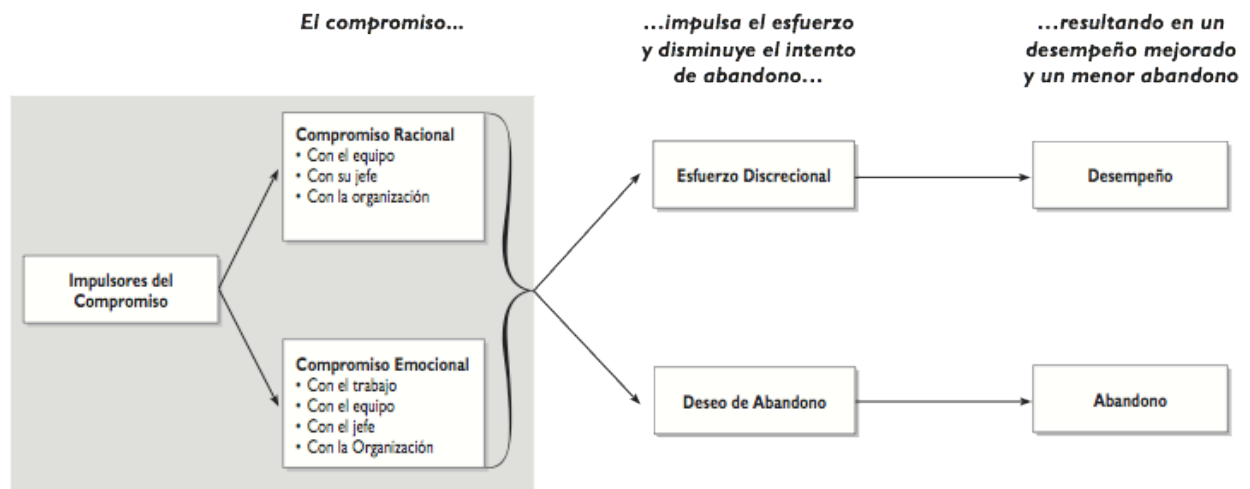 El compromiso...
...impulsa el esfuerzo
y disminuye el intento
de abandono...
...resultando en un
desempeño mejorado
y un menor abandono
Impulsores del
Compromiso
Compromiso Racional
• Con el equipo
• Con su jefe
• Con la organización
Compromiso Emocional
• Con el trabajo
• Con el equipo
• Con el jefe
• Con la Organización
Esfuerzo Discrecional
Desempeño
Deseo de Abandono
Abandono